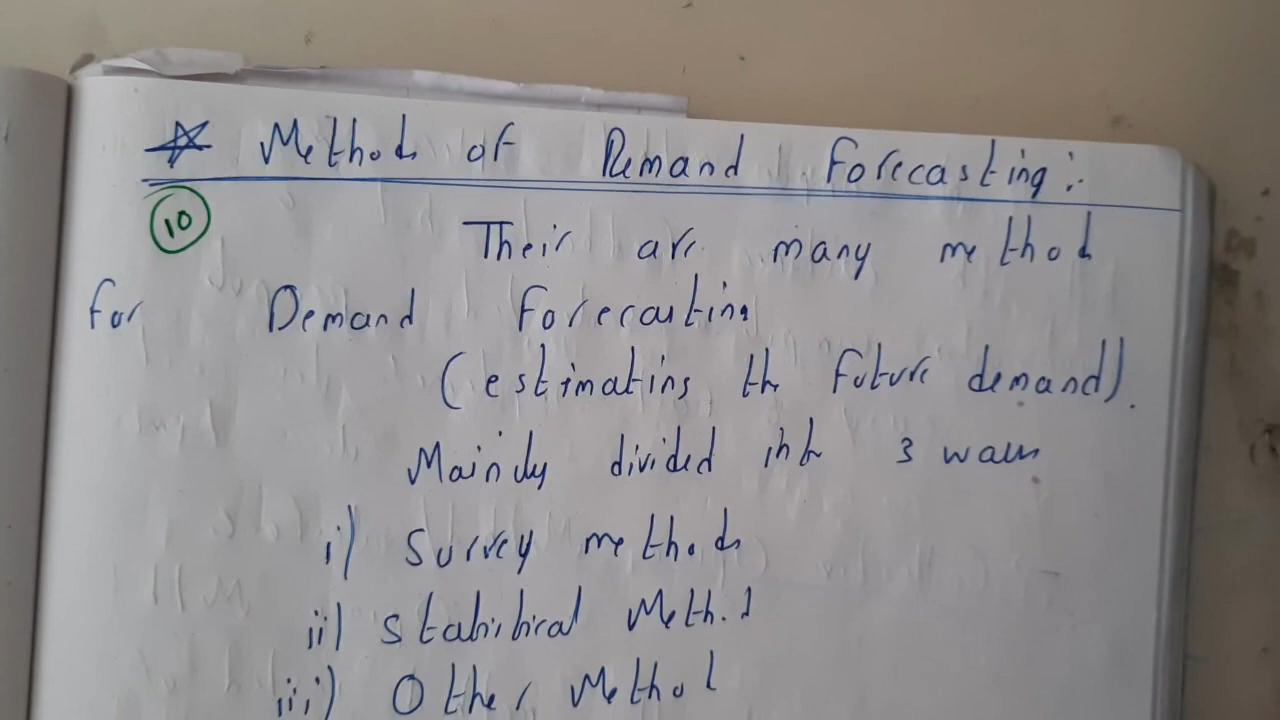 Methods of Demand Forecasting:
10
Their are many method
for Demand Forecasting
(estimating the future demand).
Mainly divided into 3 ways
i) Survey methods
ii) Statistical Method
iii) Other Method